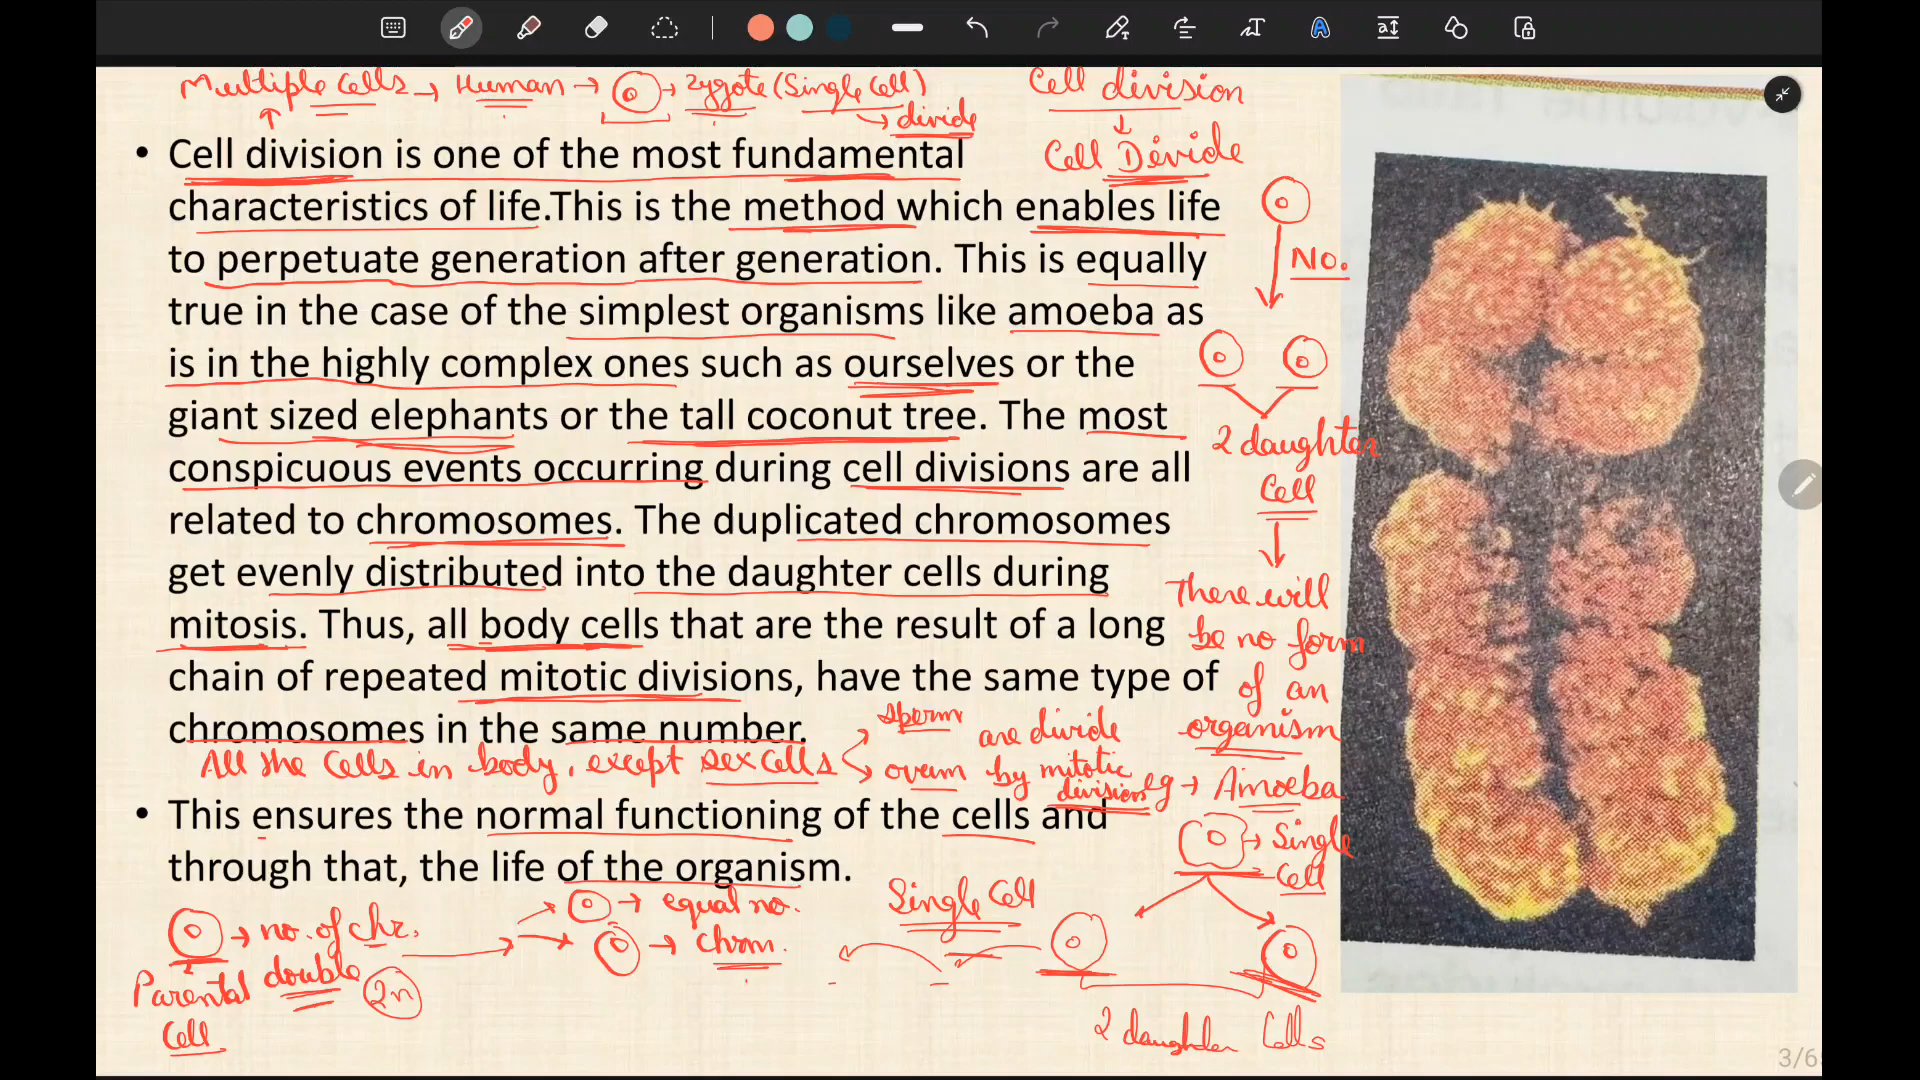 Multiple Cells → Human → → Zygote (Single Cell)
→ divide
Cell division
Cell Devide
• Cell division is one of the most fundamental
characteristics of life.This is the method which enables life
to perpetuate generation after generation. This is equally
true in the case of the simplest organisms like amoeba as
is in the highly complex ones such as ourselves or the
giant sized elephants or the tall coconut tree. The most
conspicuous events occurring during cell divisions are all
related to chromosomes. The duplicated chromosomes
get evenly distributed into the daughter cells during
mitosis. Thus, all body cells that are the result of a long
chain of repeated mitotic divisions, have the same type of
chromosomes in the same number.
All the Cells in body, except sex cells
sperm
ovum
are divide
by mitotic
division
• This ensures the normal functioning of the cells and
through that, the life of the organism.
No.
2 daughter
Cell
There will
be no form
of an
organism
eg → Amoeba
→ Single
Cell
Single Cell
→ no. of chr.
double
2n
Parental
Cell
→ equal no.
→ chrm.
2 daughter Cells
3/6